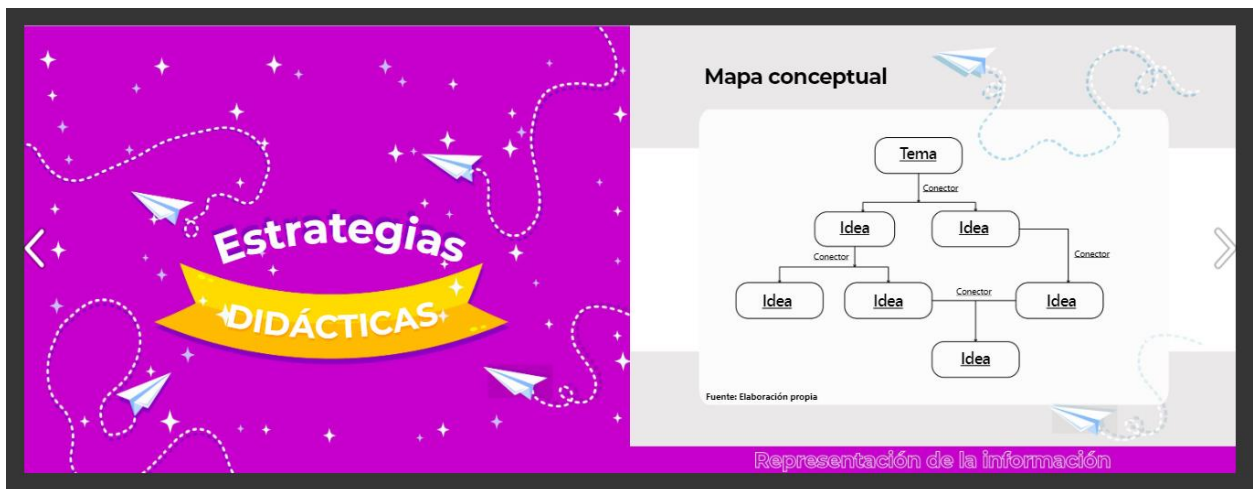 Estrategias
DIDÁCTICAS
Mapa conceptual
Tema
Conector
Idea
Idea
Conector
Conector
Idea
Idea
Conector
Idea
Idea
Fuente: Elaboración propia
Representación de la información